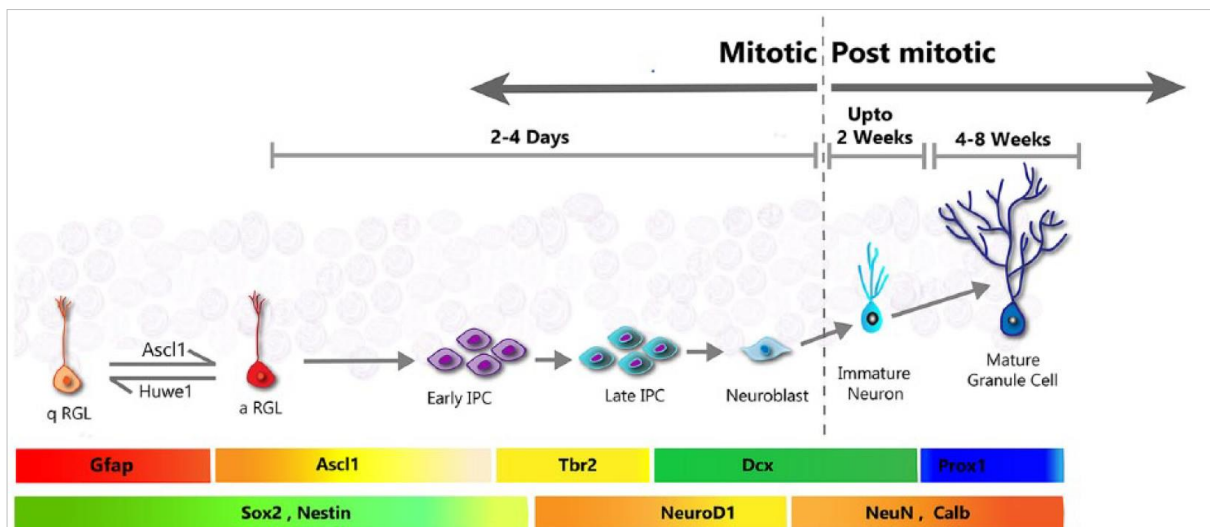 Mitotic Post mitotic
2-4 Days
Upto
2 Weeks
4-8 Weeks
Ascl1
Huwe1
q RGL
a RGL
Early IPC
Late IPC
Neuroblast
Immature
Neuron
Mature
Granule Cell
Gfap
Ascl1
Tbr2
Dcx
Prox1
Sox2 , Nestin
NeuroD1
NeuN , Calb